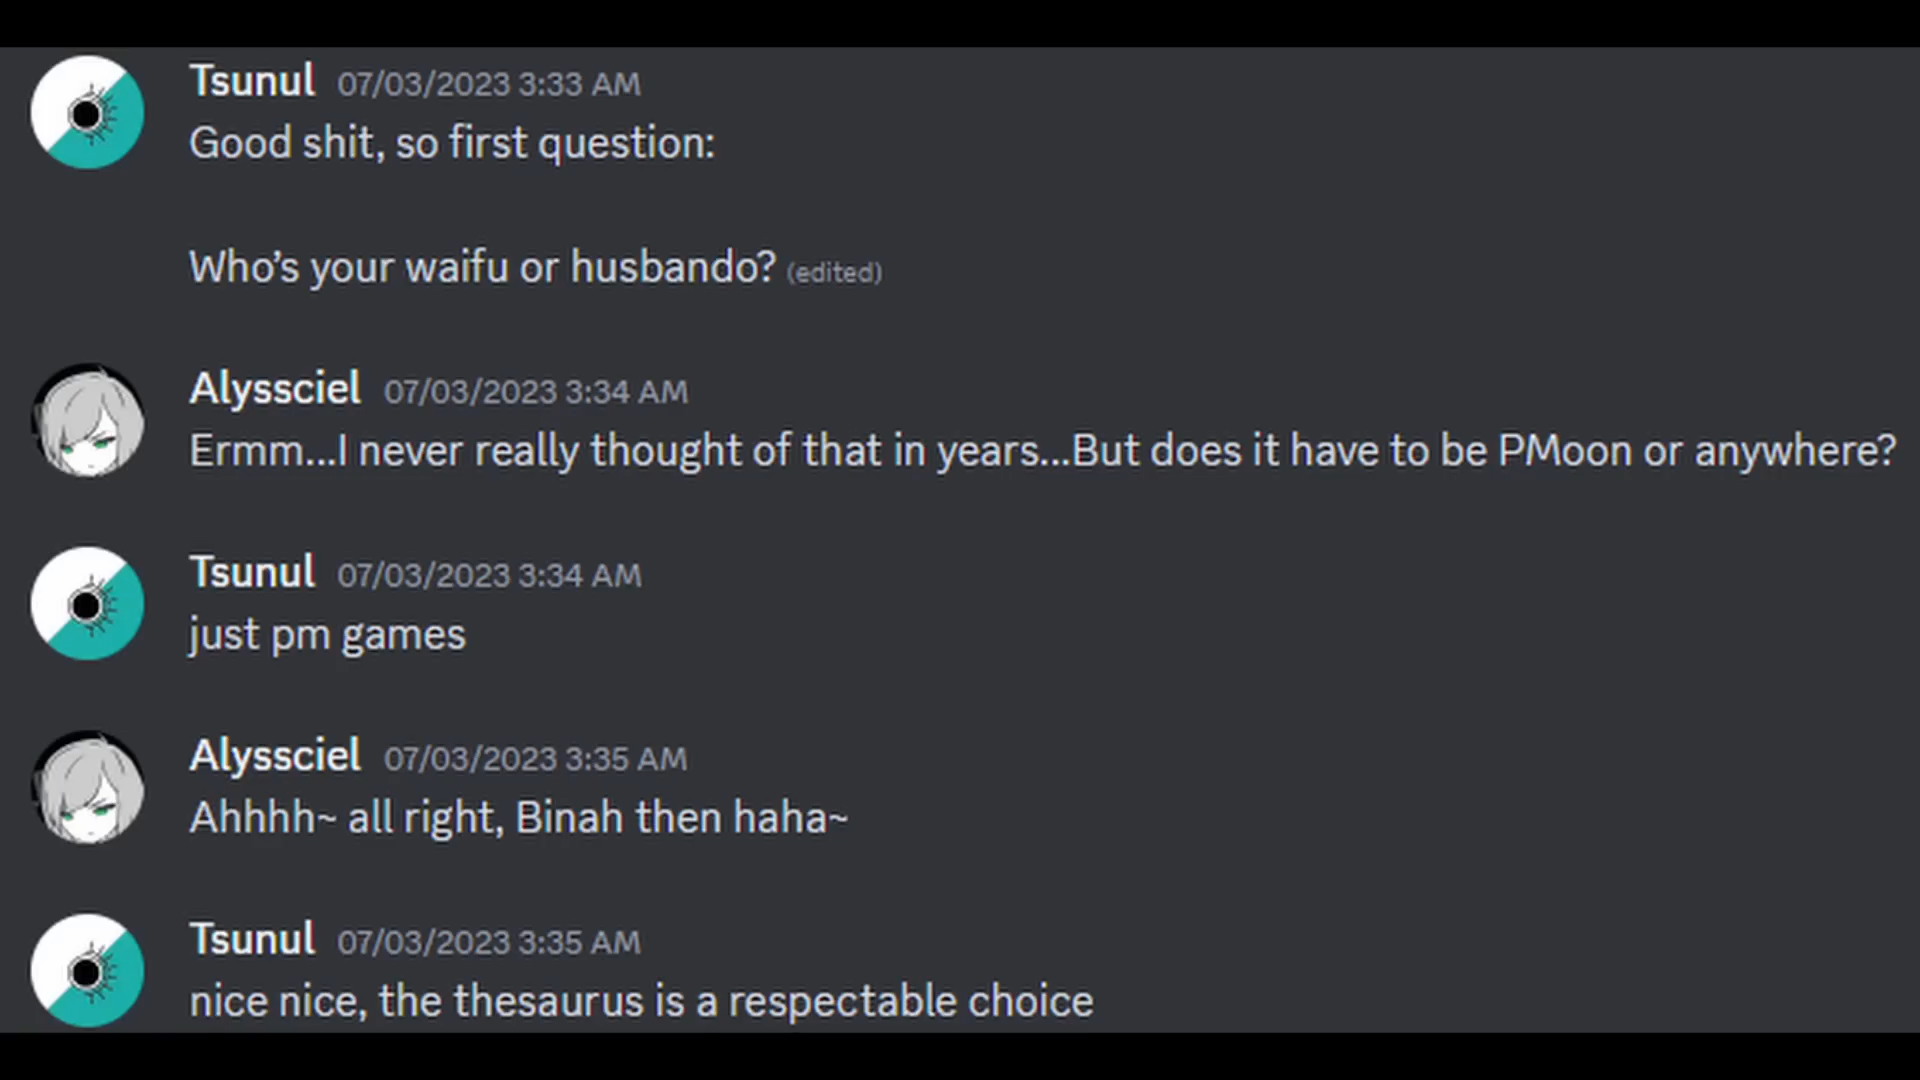 Tsunul 07/03/2023 3:33 AM
Good shit, so first question:
Who’s your waifu or husbando? (edited)
Alyssciel 07/03/2023 3:34 AM
Ermm...I never really thought of that in years...But does it have to be PMoon or anywhere?
Tsunul 07/03/2023 3:34 AM
just pm games
Alyssciel 07/03/2023 3:35 AM
Ahhhh~ all right, Binah then haha~
Tsunul 07/03/2023 3:35 AM
nice nice, the thesaurus is a respectable choice